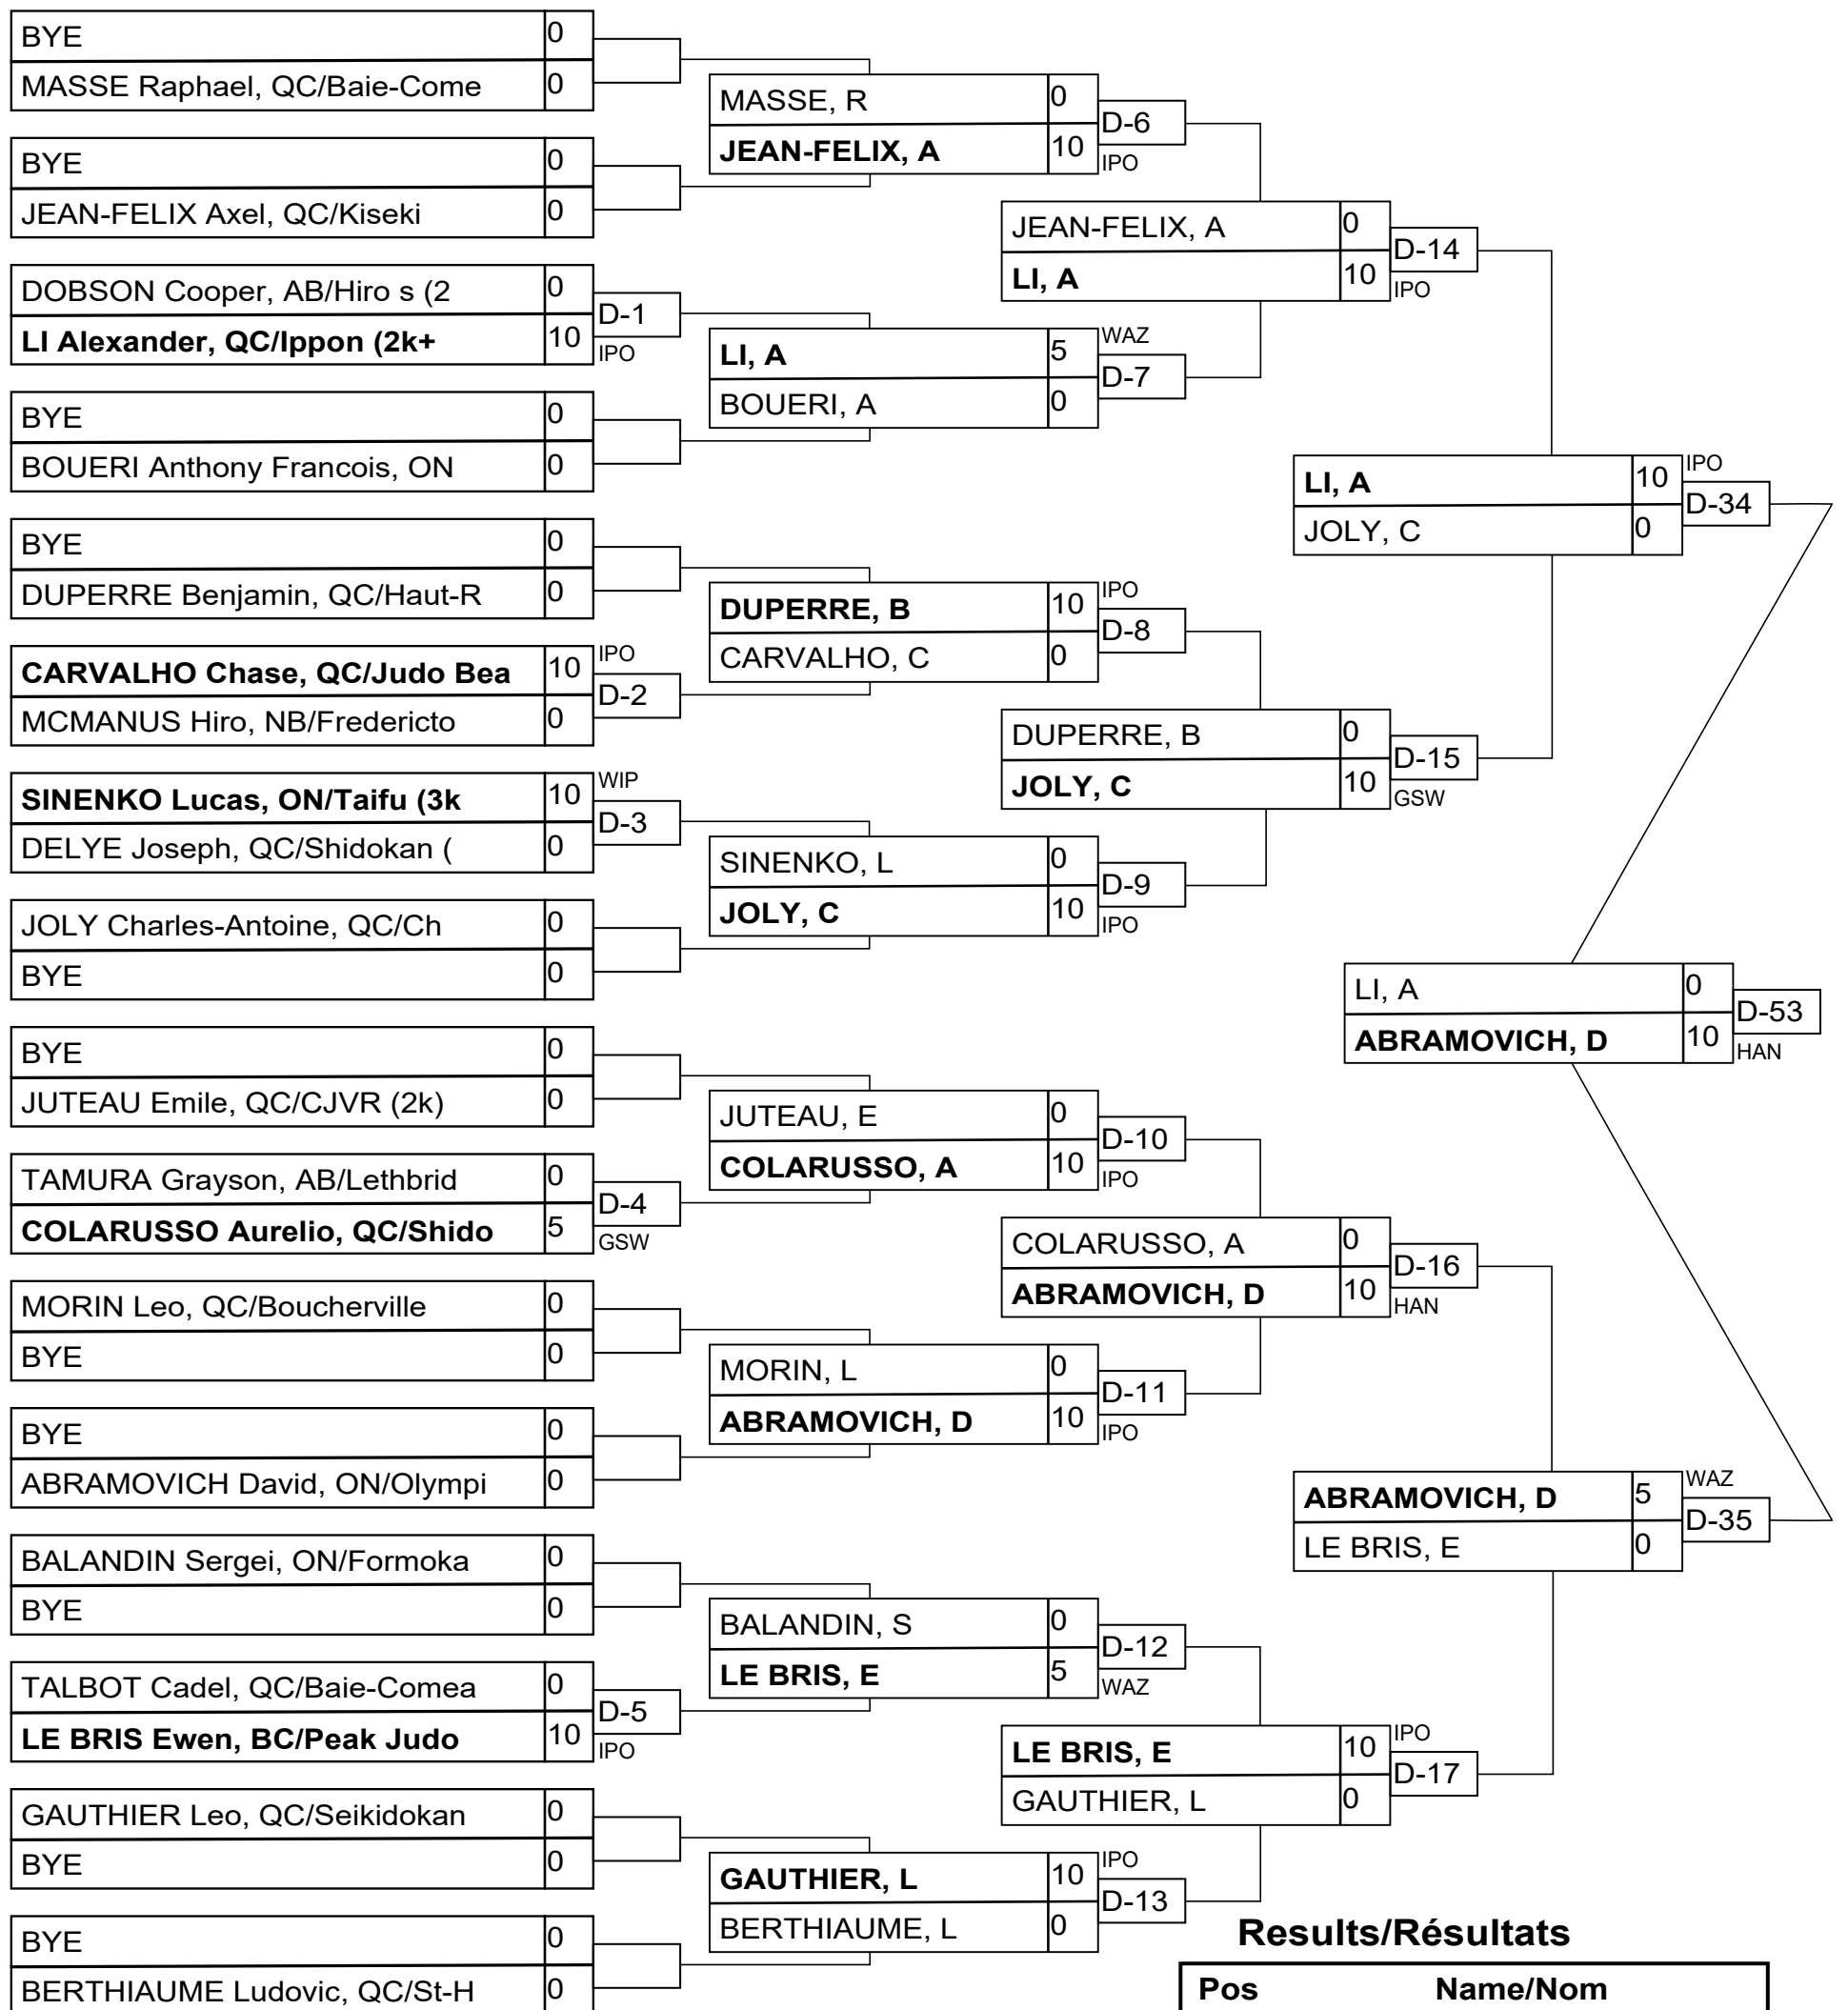 BYE 0
MASSE Raphael, QC/Baie-Come 0
BYE 0
JEAN-FELIX Axel, QC/Kiseki 0
DOBSON Cooper, AB/Hiro s (2 0
D-1
LI Alexander, QC/Ippon (2k+ 10
IPO
BYE 0
BOUERI Anthony Francois, ON 0
BYE 0
DUPERRE Benjamin, QC/Haut-R 0
CARVALHO Chase, QC/Judo Bea 10
IPO
D-2
MCMANUS Hiro, NB/Fredericto 0
SINENKO Lucas, ON/Taifu (3k 10
WIP
D-3
DELYE Joseph, QC/Shidokan ( 0
JOLY Charles-Antoine, QC/Ch 0
BYE 0
BYE 0
JUTEAU Emile, QC/CJVR (2k) 0
TAMURA Grayson, AB/Lethbrid 0
D-4
COLARUSSO Aurelio, QC/Shido 5
GSW
MORIN Leo, QC/Boucherville 0
BYE 0
BYE 0
ABRAMOVICH David, ON/Olympi 0
BALANDIN Sergei, ON/Formoka 0
BYE 0
TALBOT Cadel, QC/Baie-Comea 0
D-5
LE BRIS Ewen, BC/Peak Judo 10
IPO
GAUTHIER Leo, QC/Seikidokan 0
BYE 0
BYE 0
BERTHIAUME Ludovic, QC/St-H 0
MASSE, R 0
D-6
JEAN-FELIX, A 10
IPO
LI, A 5
WAZ
D-7
BOUERI, A 0
DUPERRE, B 10
IPO
D-8
CARVALHO, C 0
SINENKO, L 0
D-9
JOLY, C 10
IPO
JUTEAU, E 0
D-10
COLARUSSO, A 10
IPO
MORIN, L 0
D-11
ABRAMOVICH, D 10
IPO
BALANDIN, S 0
D-12
LE BRIS, E 5
WAZ
GAUTHIER, L 10
IPO
D-13
BERTHIAUME, L 0
JEAN-FELIX, A 0
D-14
LI, A 10
IPO
DUPERRE, B 0
D-15
JOLY, C 10
GSW
COLARUSSO, A 0
D-16
ABRAMOVICH, D 10
HAN
LE BRIS, E 10
IPO
D-17
GAUTHIER, L 0
LI, A 10
IPO
D-34
JOLY, C 0
ABRAMOVICH, D 5
WAZ
D-35
LE BRIS, E 0
LI, A 0
D-53
ABRAMOVICH, D 10
HAN
Results/Résultats
Pos Name/Nom